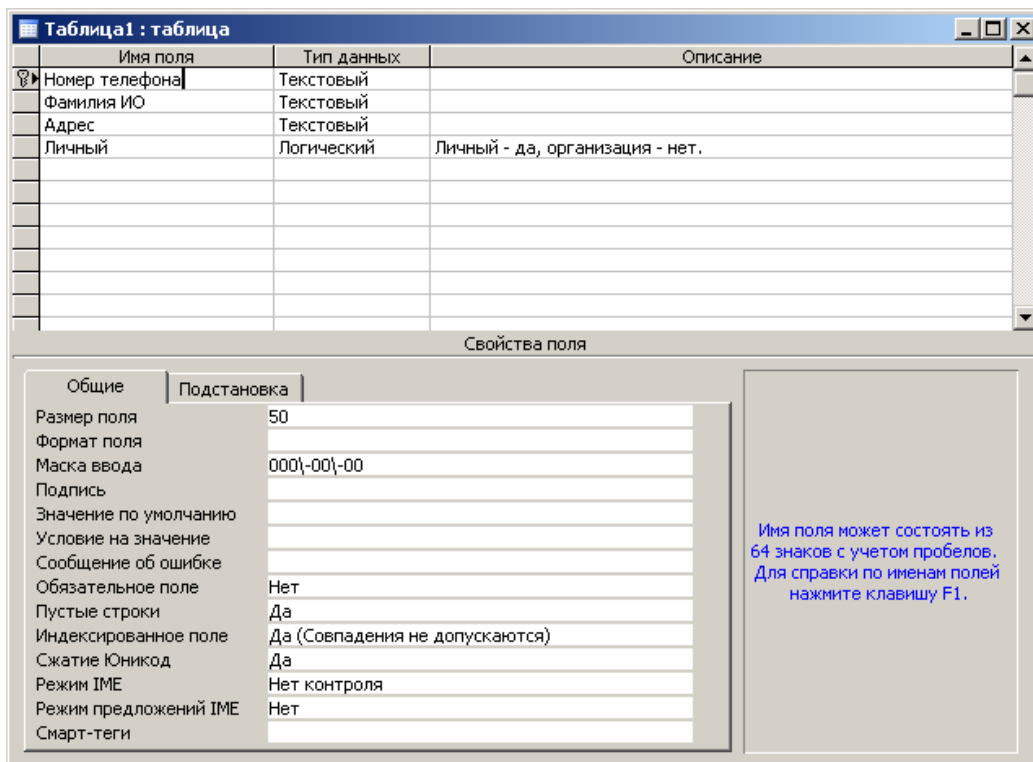 Таблица1 : таблица
Имя поля Тип данных Описание
Номер телефона Текстовый
Фамилия ИО Текстовый
Адрес Текстовый
Личный Логический Личный - да, организация - нет.
Свойства поля
Общие Подстановка
Размер поля 50
Формат поля
Маска ввода 000\-00\-00
Подпись
Значение по умолчанию
Условие на значение
Сообщение об ошибке
Обязательное поле Нет
Пустые строки Да
Индексированное поле Да (Совпадения не допускаются)
Сжатие Юникод Да
Режим IME Нет контроля
Режим предложений IME Нет
Смарт-теги
Имя поля может состоять из
64 знаков с учетом пробелов.
Для справки по именам полей
нажмите клавишу F1.